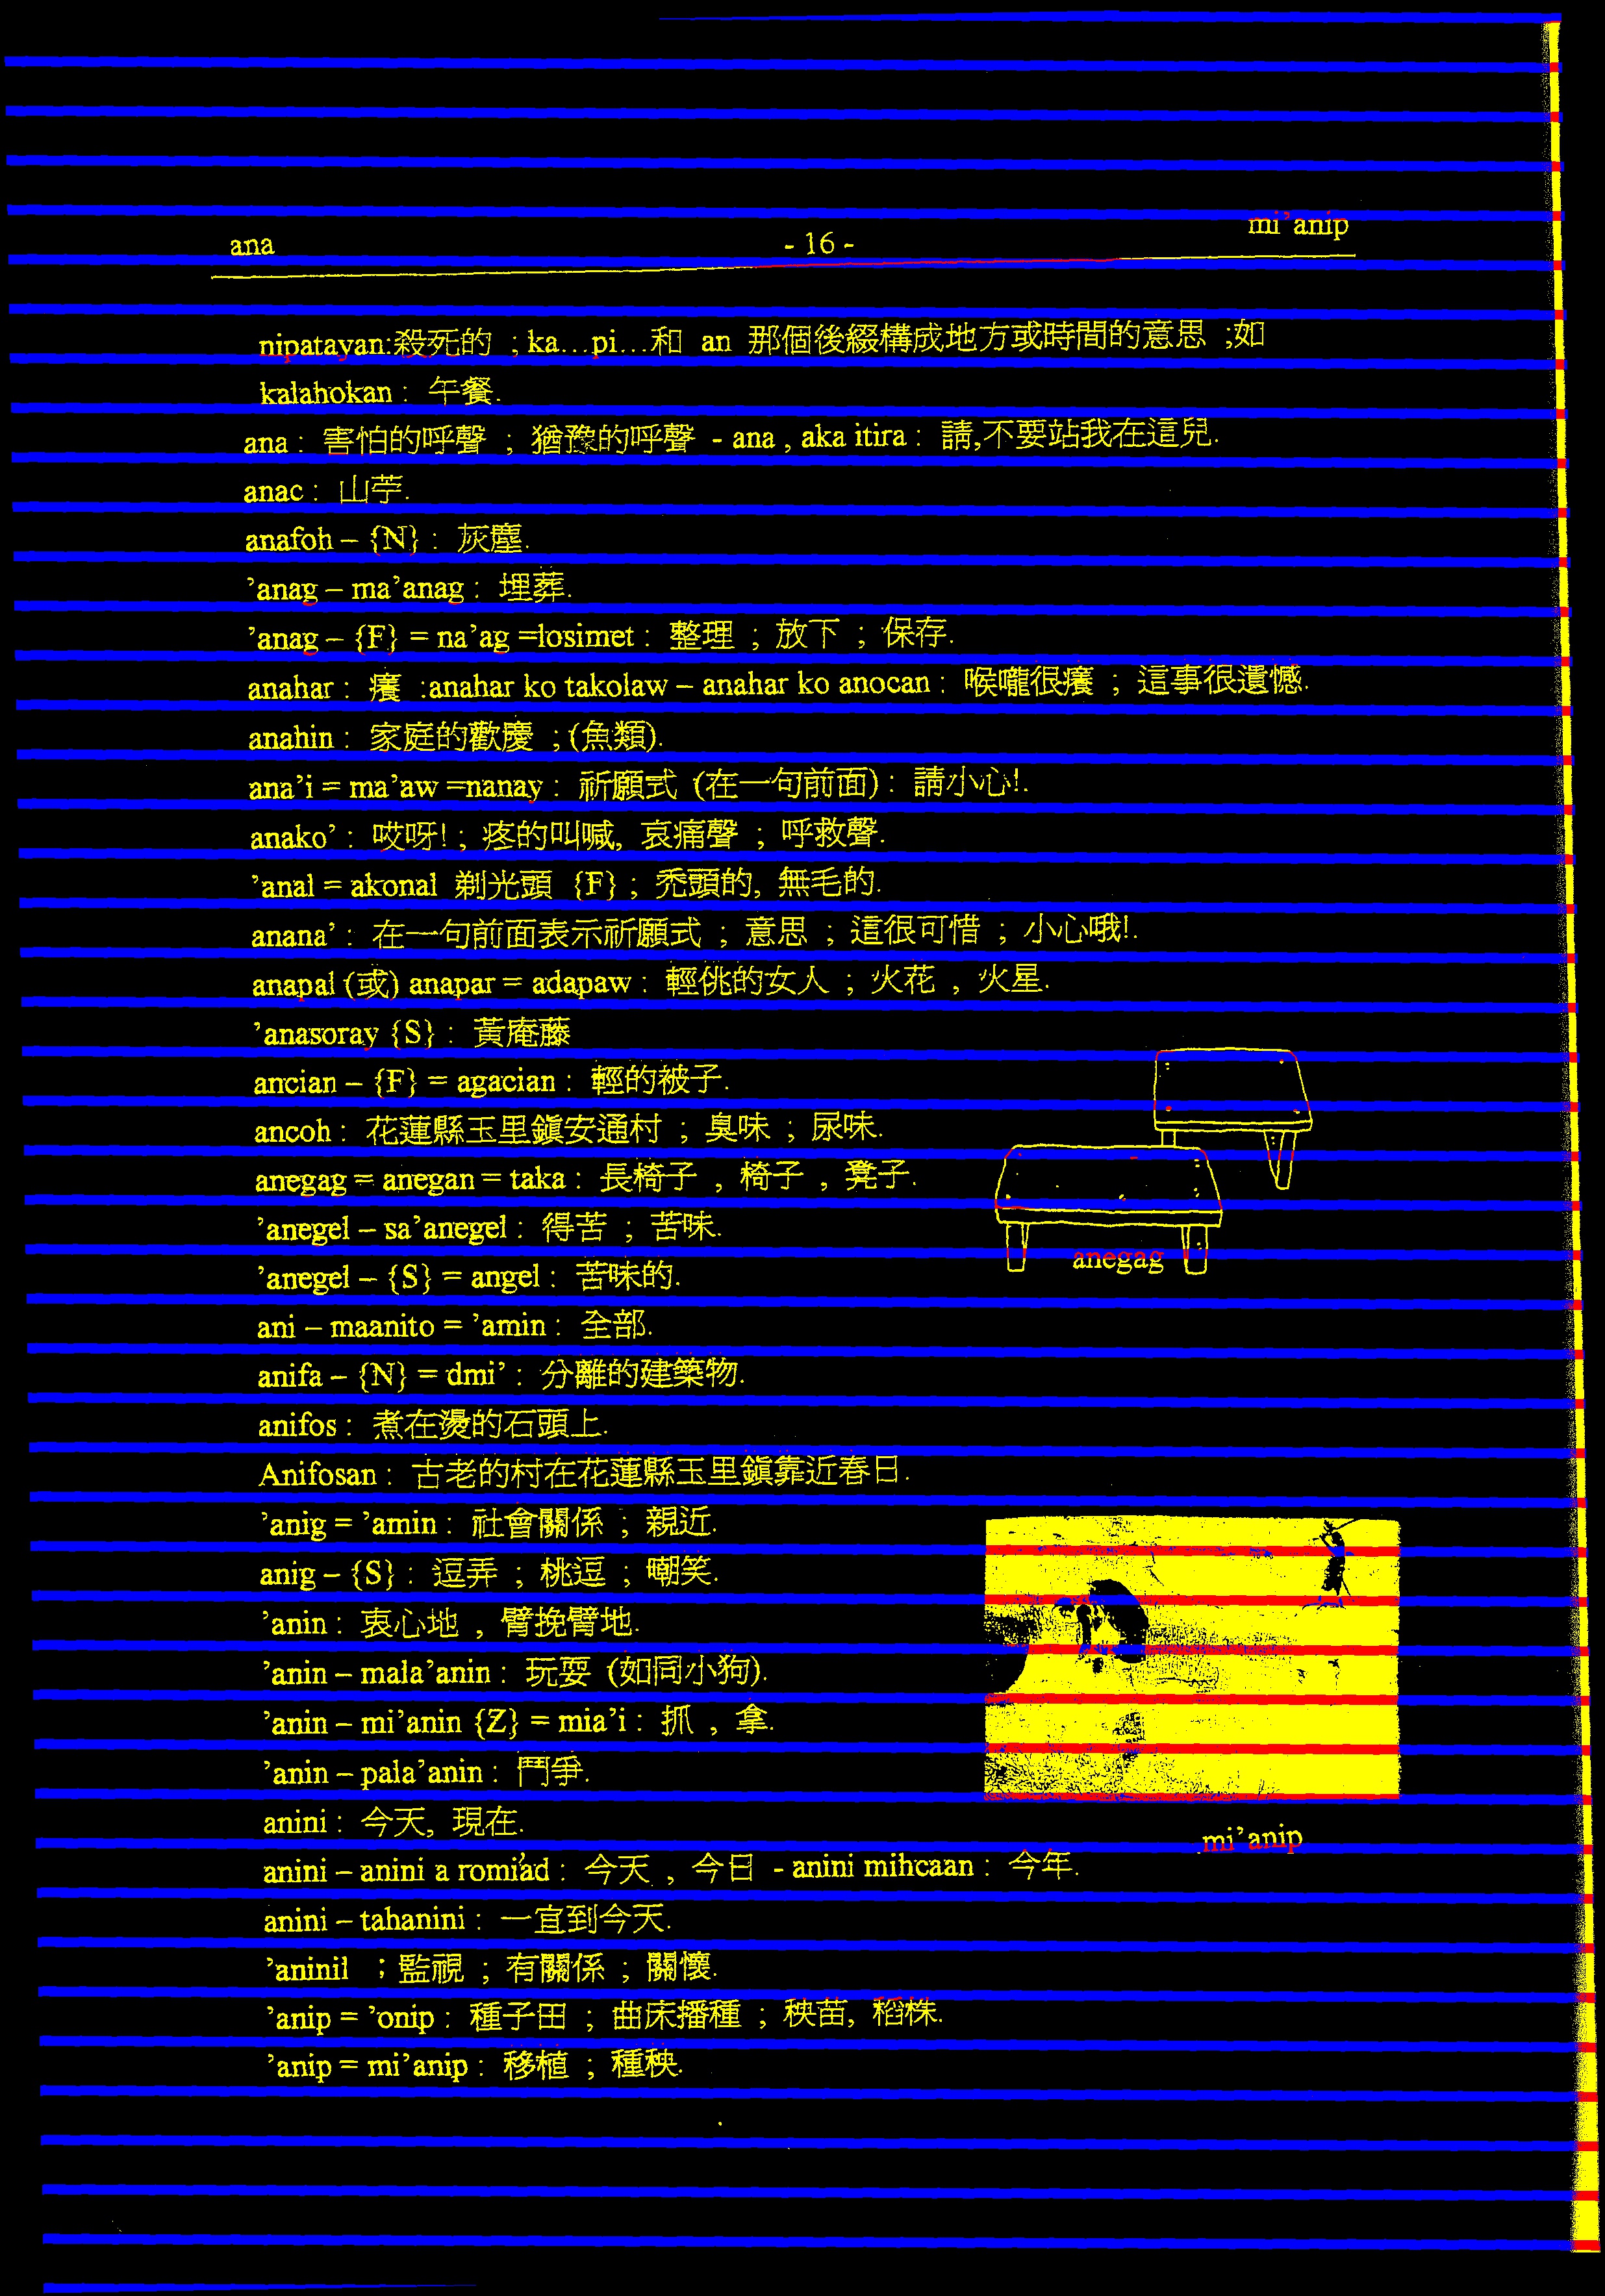 ana - 16 - mi’anip
nipatayan:殺死的 ; ka…pi…和 an 那個後綴構成地方或時間的意思 ;如
kalahokan : 午餐.
ana : 害怕的呼聲 ; 猶豫的呼聲 - ana , aka itira : 請,不要站我在這兒.
anac : 山苧.
anafoh – {N} : 灰塵.
’anag – ma’anag : 埋葬.
’anag – {F} = na’ag =losimet : 整理 ; 放下 ; 保存.
anahar : 癢 :anahar ko takolaw – anahar ko anocan : 喉嚨很癢 ; 這事很遺憾.
anahin : 家庭的歡慶 ; (魚類).
ana’i = ma’aw =nanay : 祈願式 (在一句前面) : 請小心!.
anako’ : 哎呀! ; 疼的叫喊, 哀痛聲 ; 呼救聲.
’anal = akonal 剃光頭 {F} ; 禿頭的, 無毛的.
anana’ : 在一句前面表示祈願式 ; 意思 ; 這很可惜 ; 小心哦!.
anapal (或) anapar = adapaw : 輕佻的女人 ; 火花 , 火星.
’anasoray {S} : 黃庵藤
ancian – {F} = agacian : 輕的被子.
ancoh : 花蓮縣玉里鎮安通村 ; 臭味 ; 尿味.
anegag = anegan = taka : 長椅子 , 椅子 , 凳子.
’anegel – sa’anegel : 得苦 ; 苦味.
anegag
’anegel – {S} = angel : 苦味的.
ani – maanito = ’amin : 全部.
anifa – {N} = dmi’ : 分離的建築物.
anifos : 煮在燙的石頭上.
Anifosan : 古老的村在花蓮縣玉里鎮靠近春日.
’anig = ’amin : 社會關係 ; 親近.
anig – {S} : 逗弄 ; 桃逗 ; 嘲笑.
’anin : 衷心地 , 臂挽臂地.
’anin – mala’anin : 玩耍 (如同小狗).
’anin – mi’anin {Z} = mia’i : 抓 , 拿.
’anin – pala’anin : 鬥爭.
anini : 今天, 現在.
mi’anip
anini – anini a romi’ad : 今天 , 今日 - anini mihcaan : 今年.
anini – tahanini : 一直到今天.
’aninil ; 監視 ; 有關係 ; 關懷.
’anip = ’onip : 種子田 ; 曲床播種 ; 秧苗, 稻株.
’anip = mi’anip : 移植 ; 種秧.